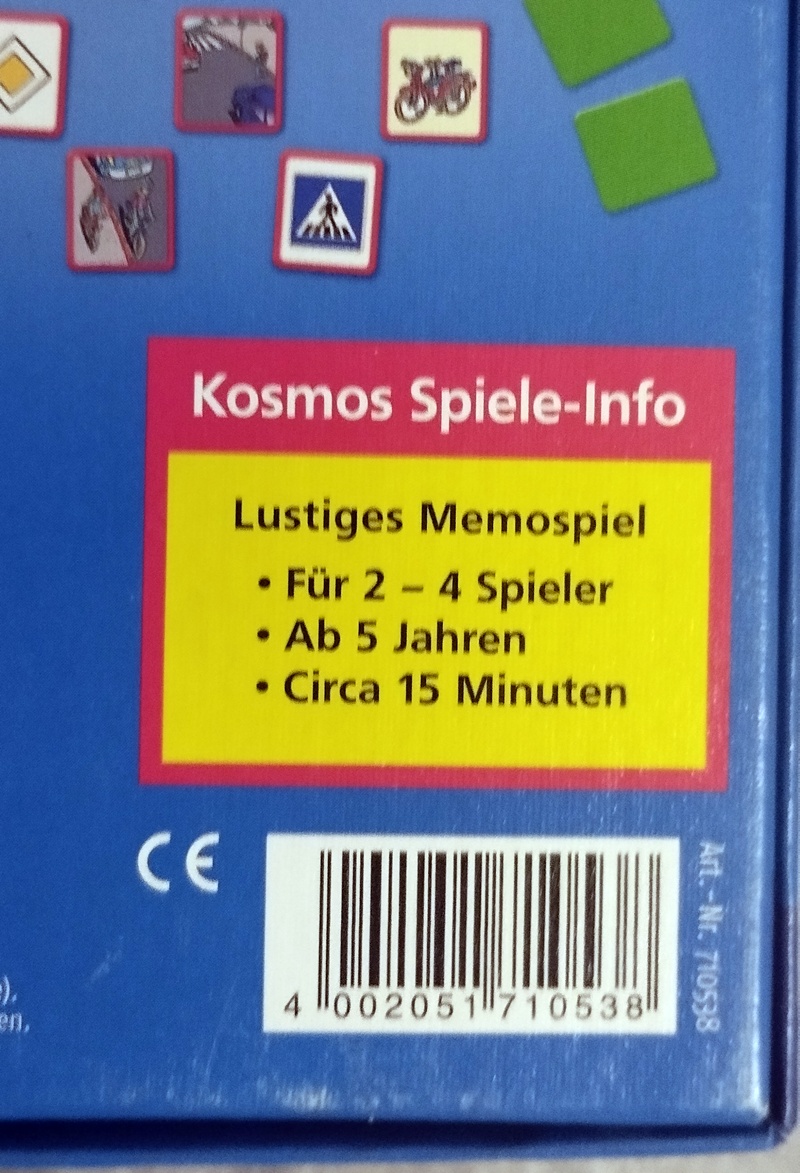 Kosmos Spiele-Info
Lustiges Memospiel
• Für 2 – 4 Spieler
• Ab 5 Jahren
• Circa 15 Minuten
CE
4 002051 710538
Art.-Nr. 710538